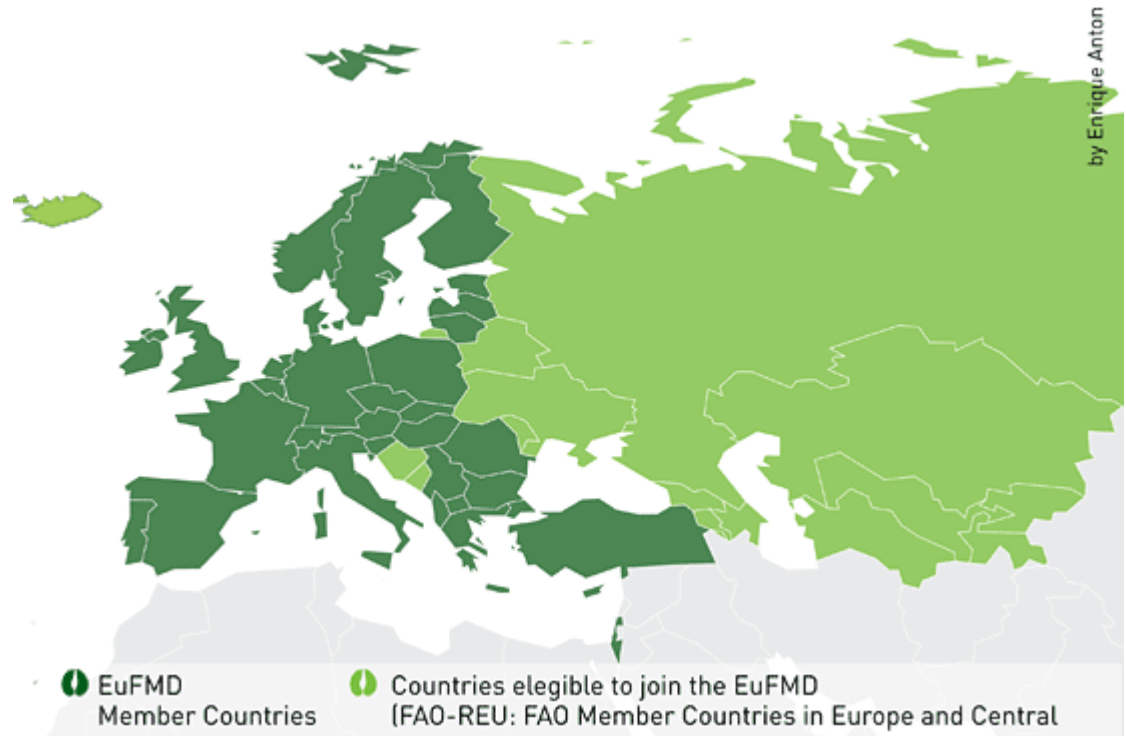 by Enrique Anton
EuFMD
Member Countries
Countries elegible to join the EuFMD
(FAO-REU: FAO Member Countries in Europe and Central